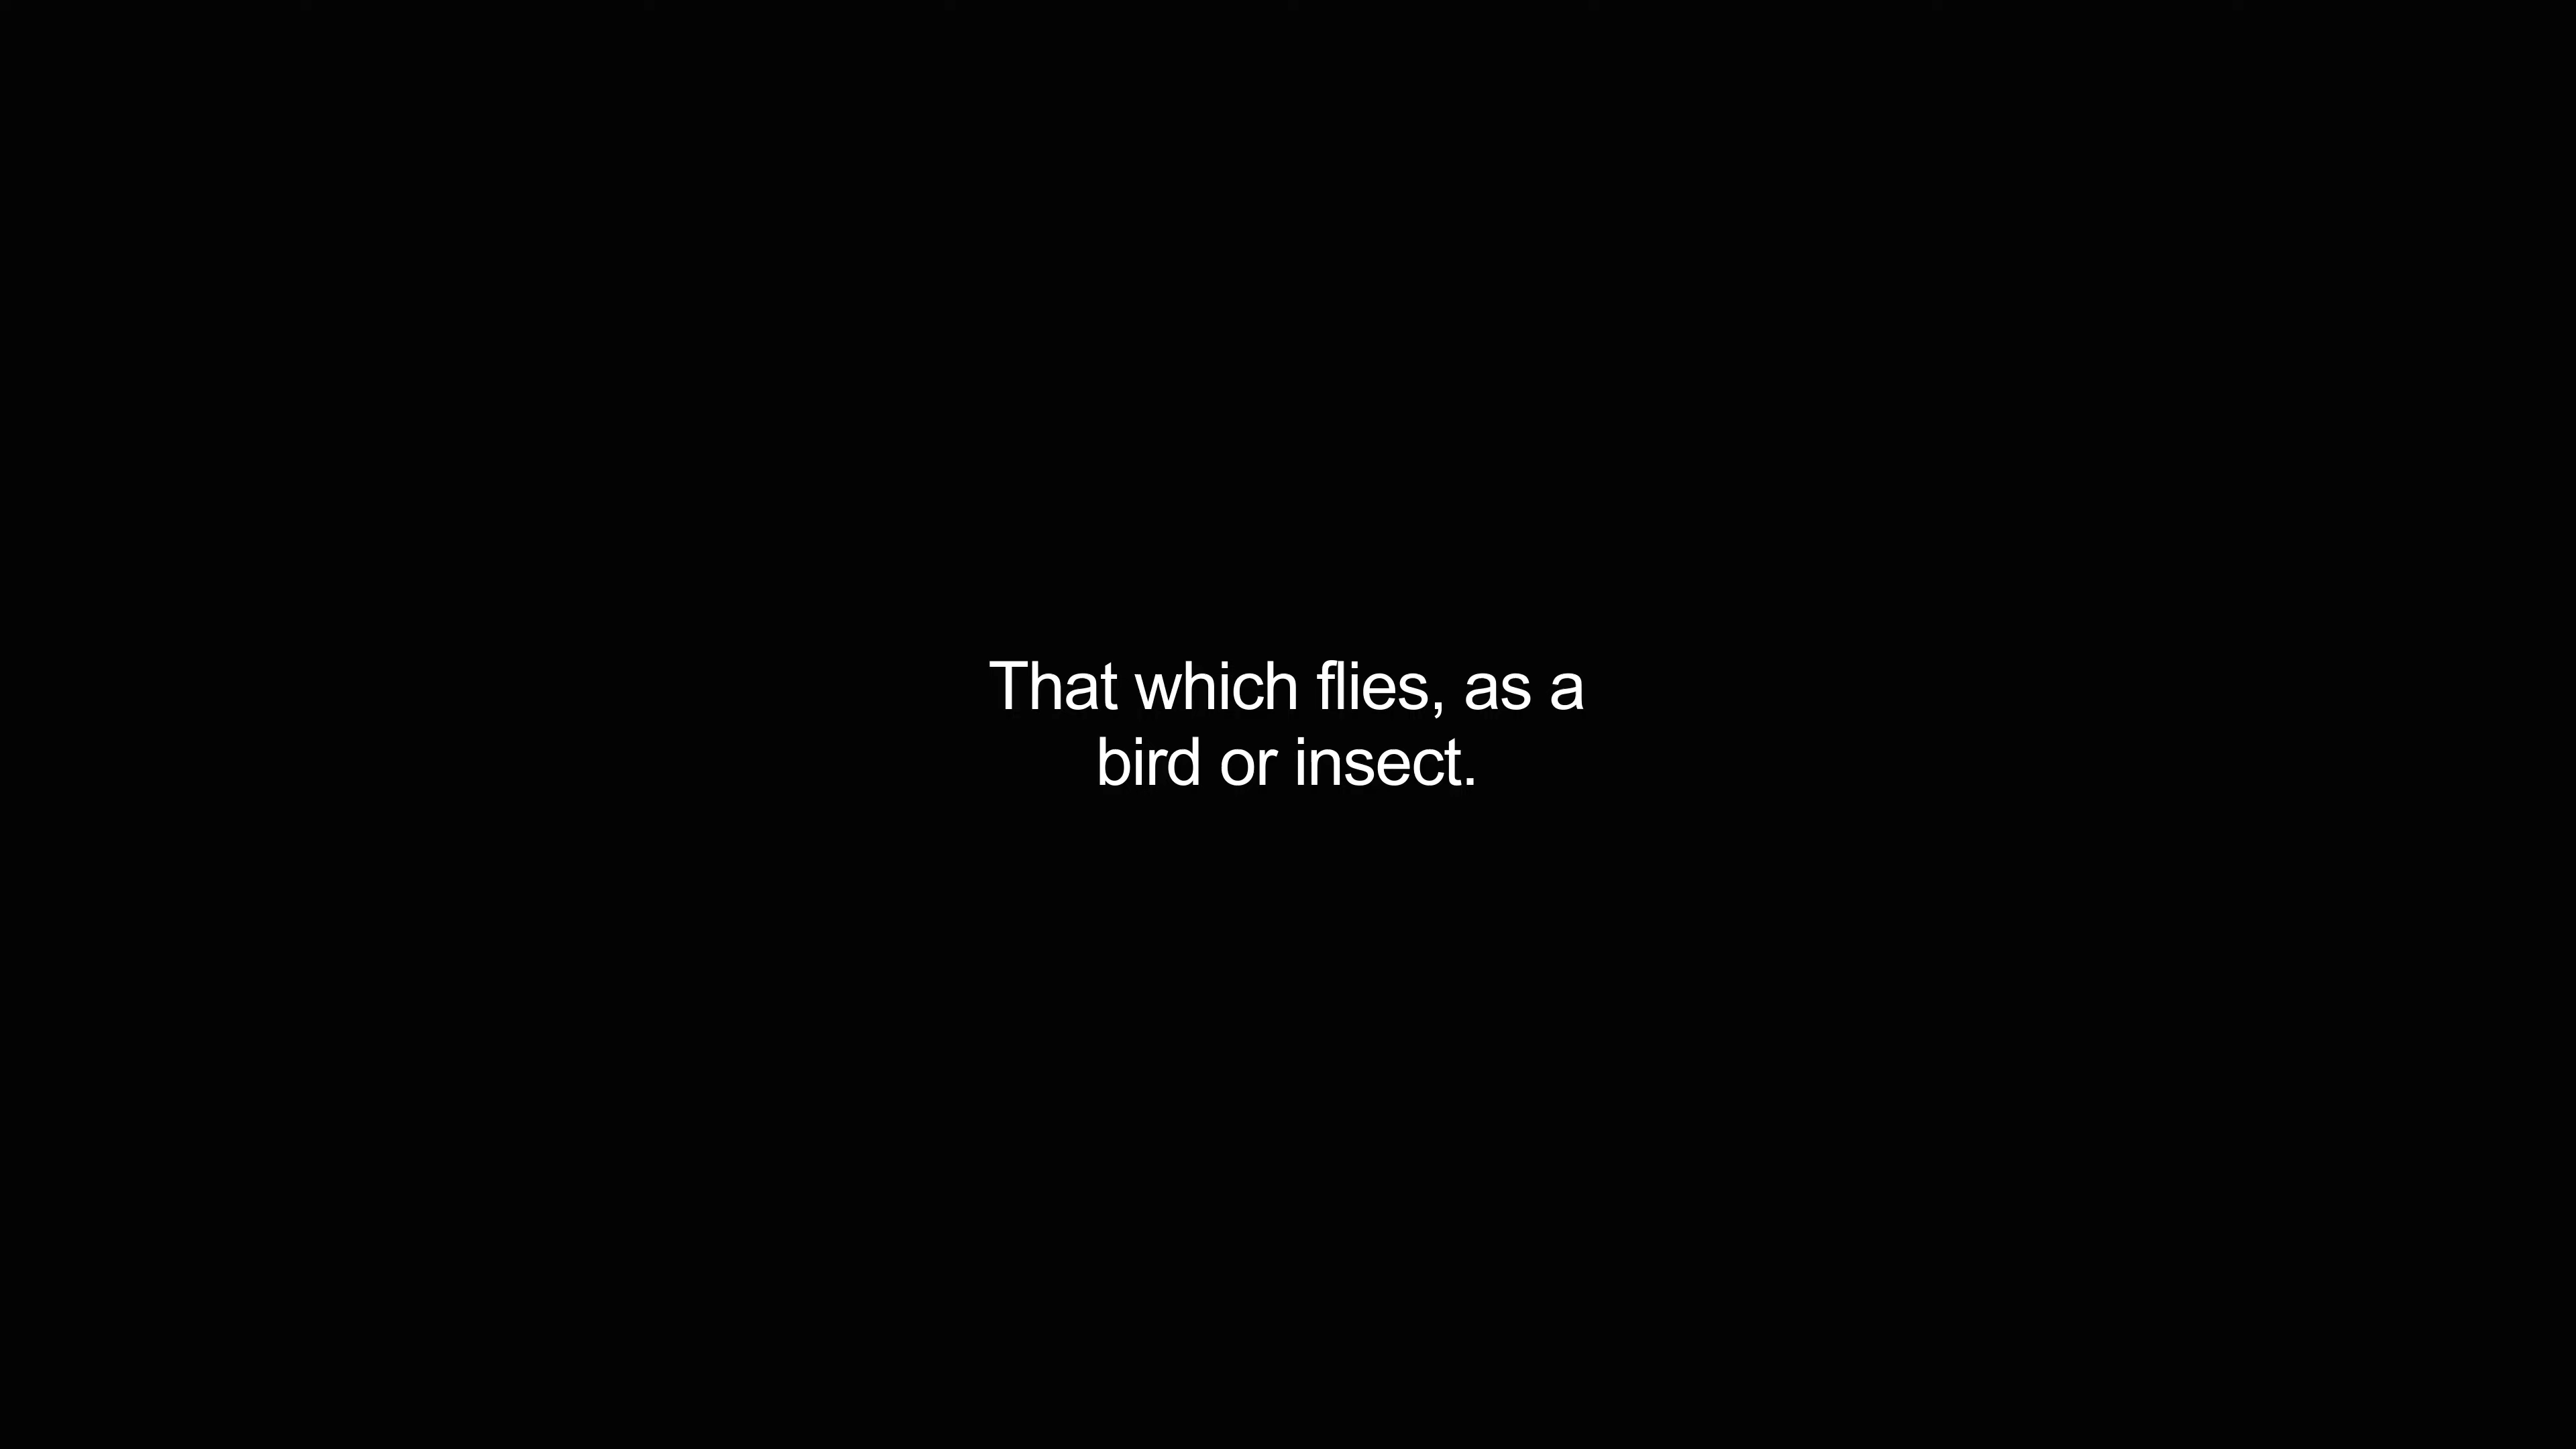 That which flies, as a
bird or insect.